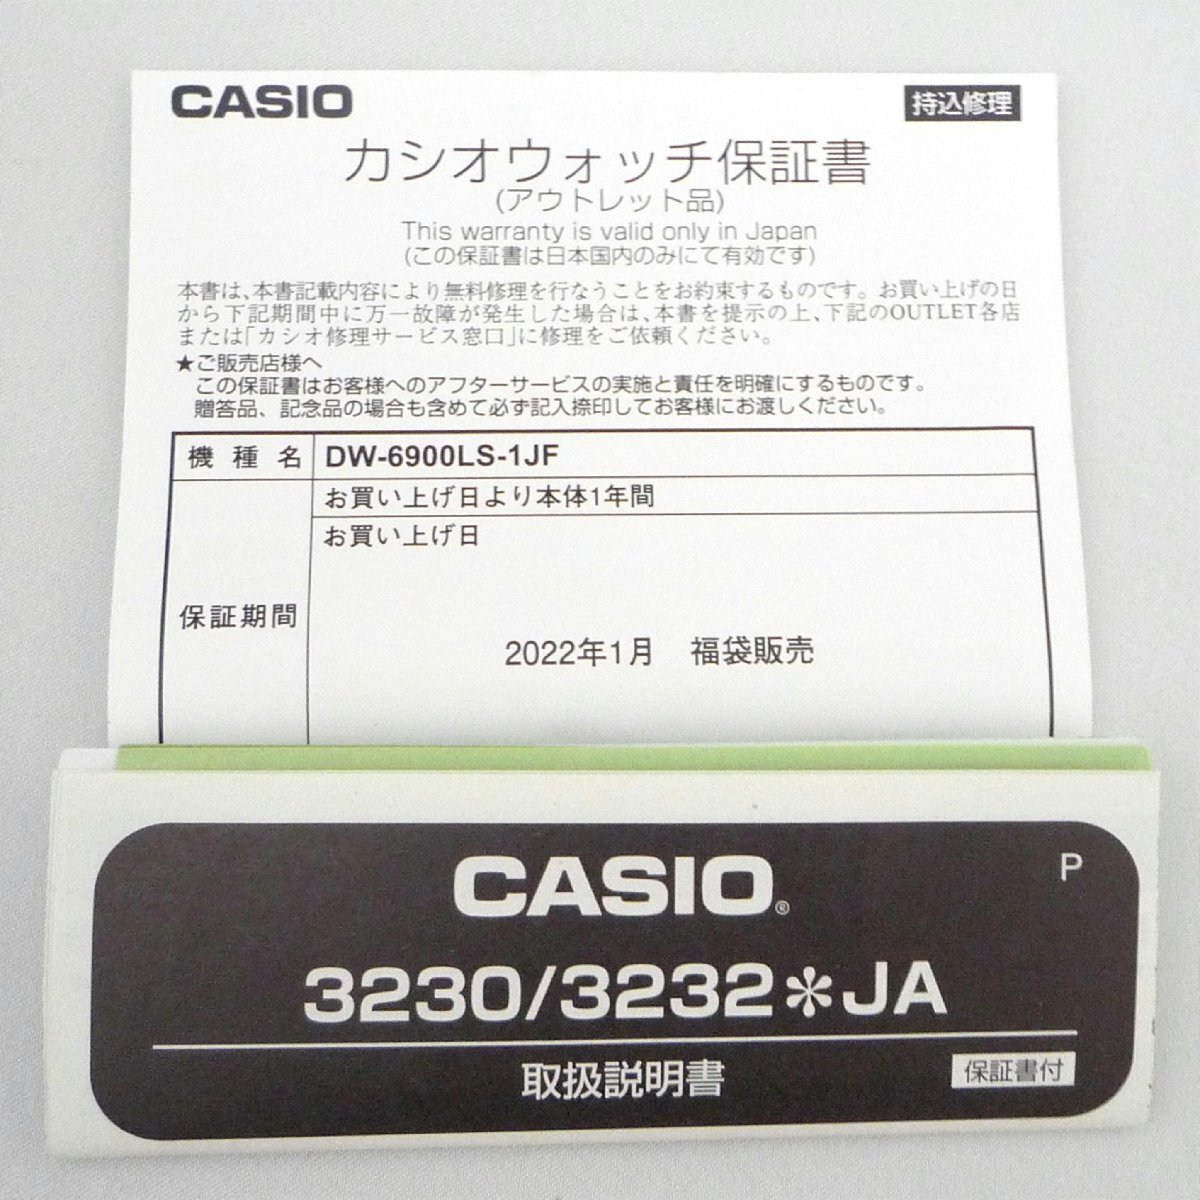 CASIO
持込修理
カシオウォッチ保証書
(アウトレット品)
This warranty is valid only in Japan
(この保証書は日本国内のみにて有効です)
本書は、本書記載内容により無料修理を行なうことをお約束するものです。お買い上げの日
から下記期間中に万一故障が発生した場合は、本書を提示の上、下記のOUTLET各店
または「カシオ修理サービス窓口」に修理をご依頼ください。
★ご販売店様へ
この保証書はお客様へのアフターサービスの実施と責任を明確にするものです。
贈答品、記念品の場合も含めて必ず記入捺印してお客様にお渡しください。
機種名 DW-6900LS-1JF
お買い上げ日より本体1年間
お買い上げ日
保証期間
2022年1月 福袋販売
CASIO®
P
3230/3232＊JA
取扱説明書
保証書付